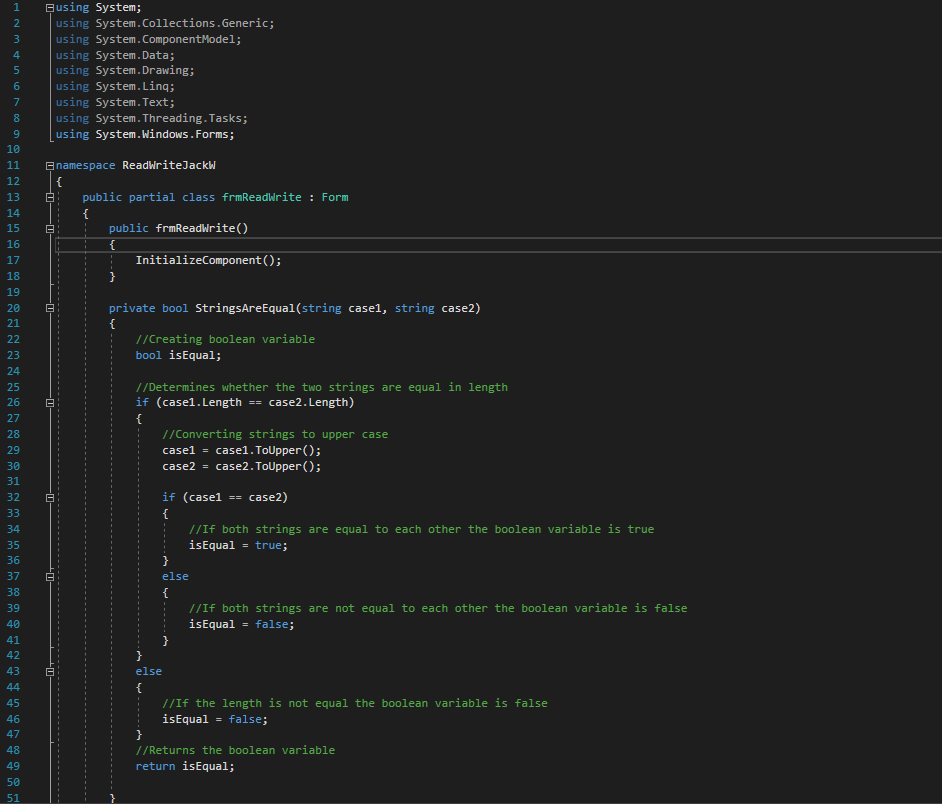 1 using System;
2 using System.Collections.Generic;
3 using System.ComponentModel;
4 using System.Data;
5 using System.Drawing;
6 using System.Linq;
7 using System.Text;
8 using System.Threading.Tasks;
9 using System.Windows.Forms;
10
11 namespace ReadWriteJackW
12 {
13     public partial class frmReadWrite : Form
14     {
15         public frmReadWrite()
16         {
17             InitializeComponent();
18         }
19
20         private bool StringsAreEqual(string case1, string case2)
21         {
22             //Creating boolean variable
23             bool isEqual;
24
25             //Determines whether the two strings are equal in length
26             if (case1.Length == case2.Length)
27             {
28                 //Converting strings to upper case
29                 case1 = case1.ToUpper();
30                 case2 = case2.ToUpper();
31
32                 if (case1 == case2)
33                 {
34                     //If both strings are equal to each other the boolean variable is true
35                     isEqual = true;
36                 }
37                 else
38                 {
39                     //If both strings are not equal to each other the boolean variable is false
40                     isEqual = false;
41                 }
42             }
43             else
44             {
45                 //If the length is not equal the boolean variable is false
46                 isEqual = false;
47             }
48             //Returns the boolean variable
49             return isEqual;
50
51         }